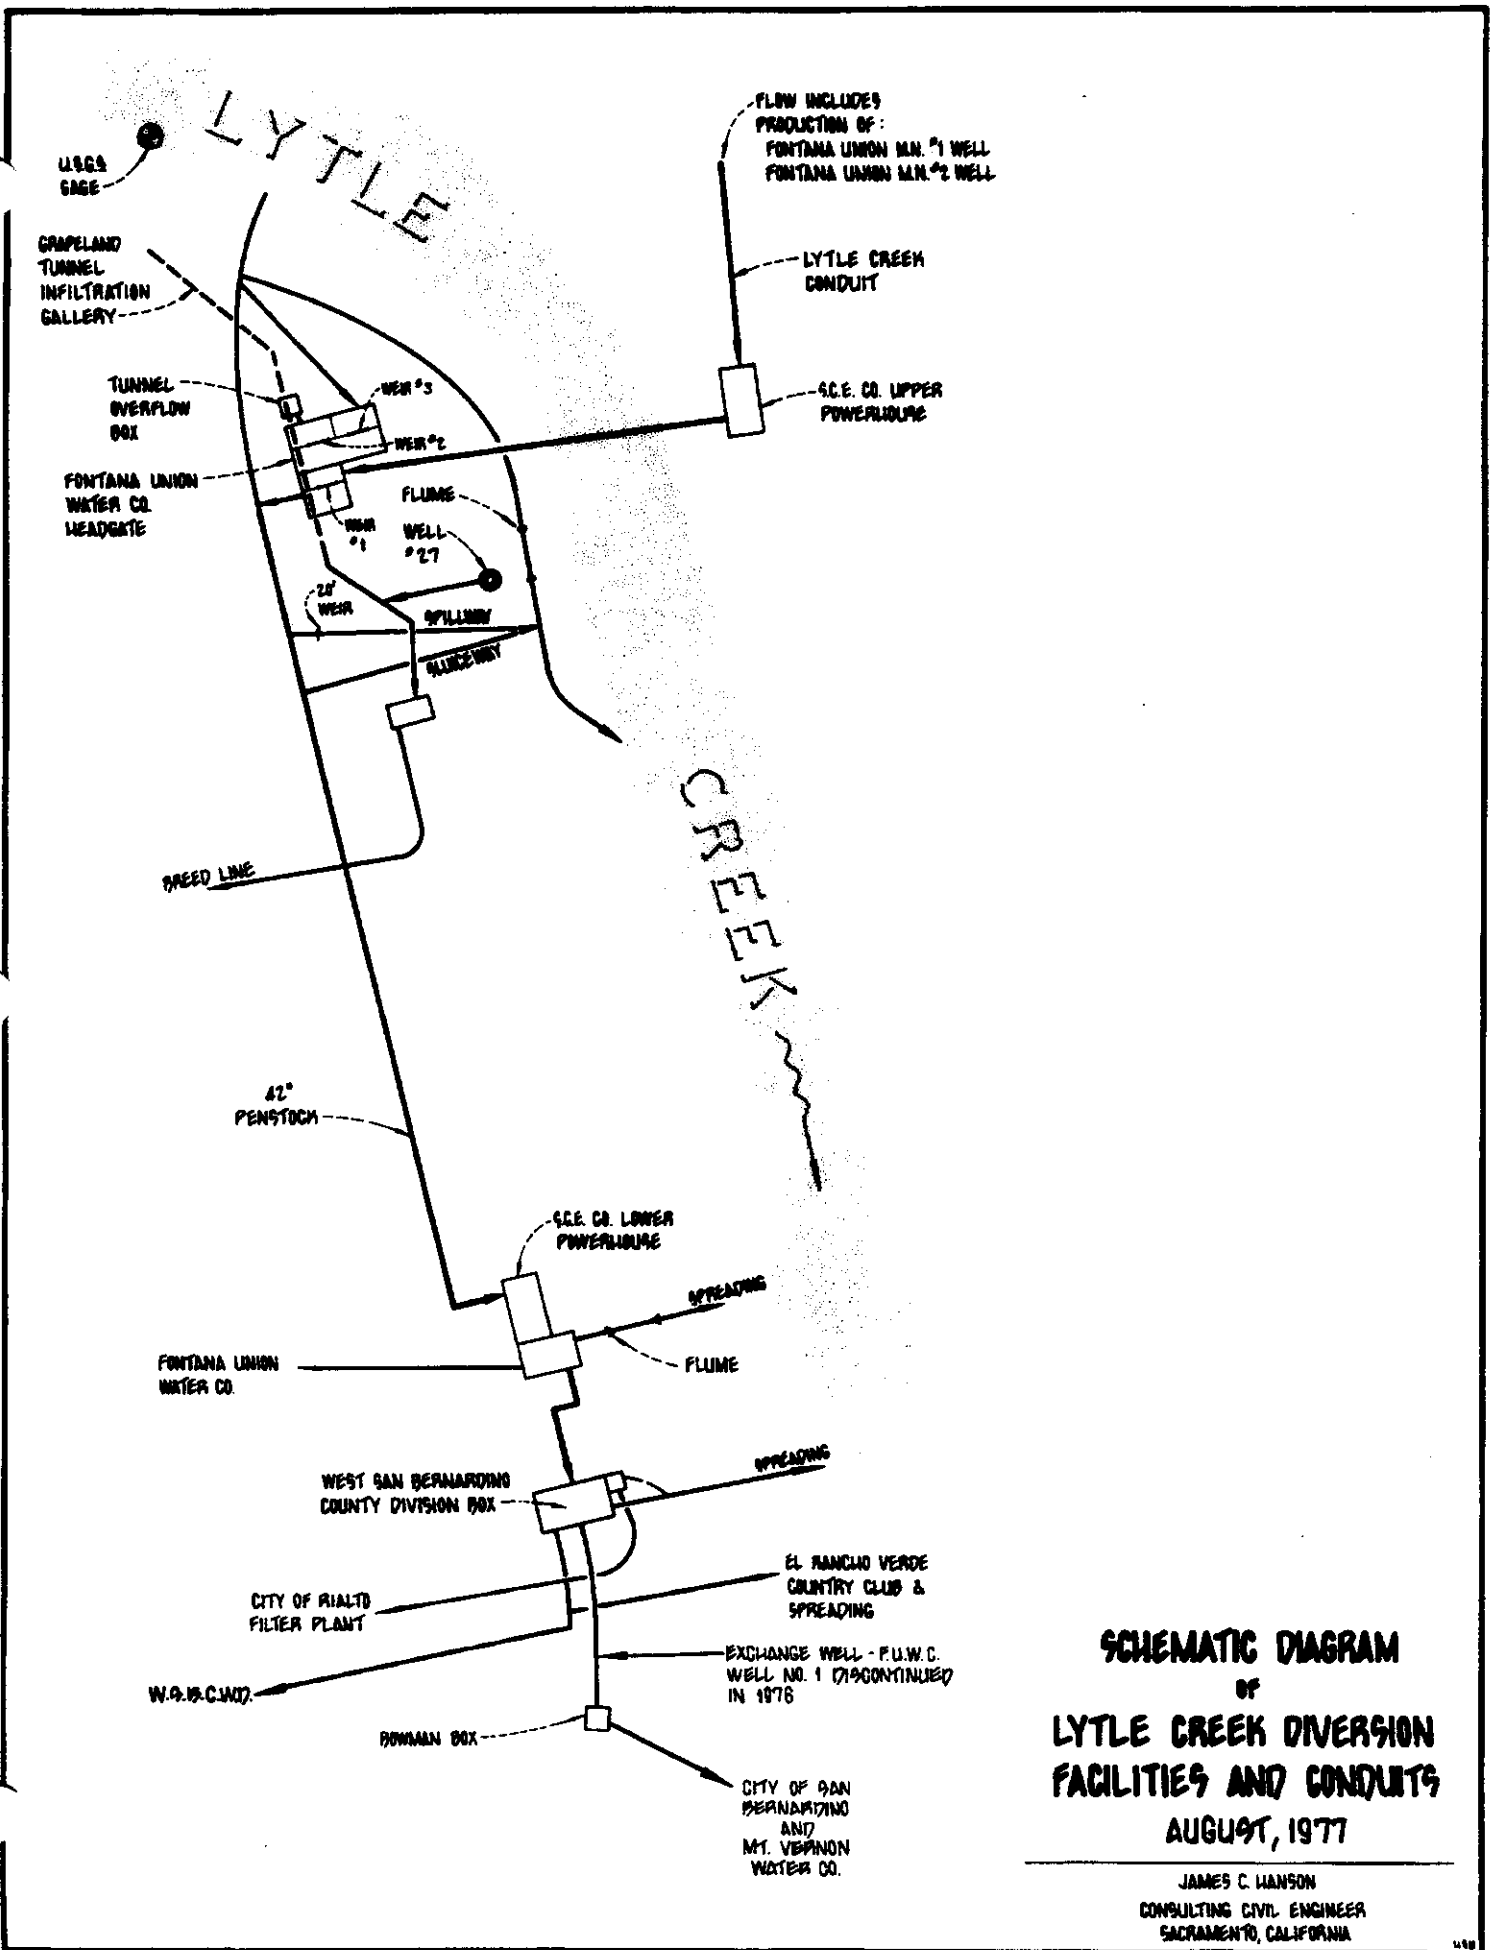 LYTLE
CREEK
U.S.G.S
GAGE
FLOW INCLUDES
PRODUCTION OF :
FONTANA UNION M.N. #1 WELL
FONTANA UNION M.N. #2 WELL
GRAPELAND
TUNNEL
INFILTRATION
GALLERY
LYTLE CREEK
CONDUIT
TUNNEL
OVERFLOW
BOX
WEIR #3
S.C.E. CO. UPPER
POWERHOUSE
WEIR #2
FONTANA UNION
WATER CO.
HEADGATE
FLUME
WEIR
#1
WELL
#27
20'
WEIR
SPILLWAY
SLUICEWAY
BREED LINE
42"
PENSTOCK
S.C.E. CO. LOWER
POWERHOUSE
SPREADING
FONTANA UNION
WATER CO.
FLUME
SPREADING
WEST SAN BERNARDINO
COUNTY DIVISION BOX
EL RANCHO VERDE
COUNTRY CLUB &
SPREADING
CITY OF RIALTO
FILTER PLANT
EXCHANGE WELL - F.U.W.C.
WELL NO. 1 DISCONTINUED
IN 1976
W.S.B.C.W.D.
BOWMAN BOX
CITY OF SAN
BERNARDINO
AND
MT. VERNON
WATER CO.
SCHEMATIC DIAGRAM
OF
LYTLE CREEK DIVERSION
FACILITIES AND CONDUITS
AUGUST, 1977
JAMES C. HANSON
CONSULTING CIVIL ENGINEER
SACRAMENTO, CALIFORNIA